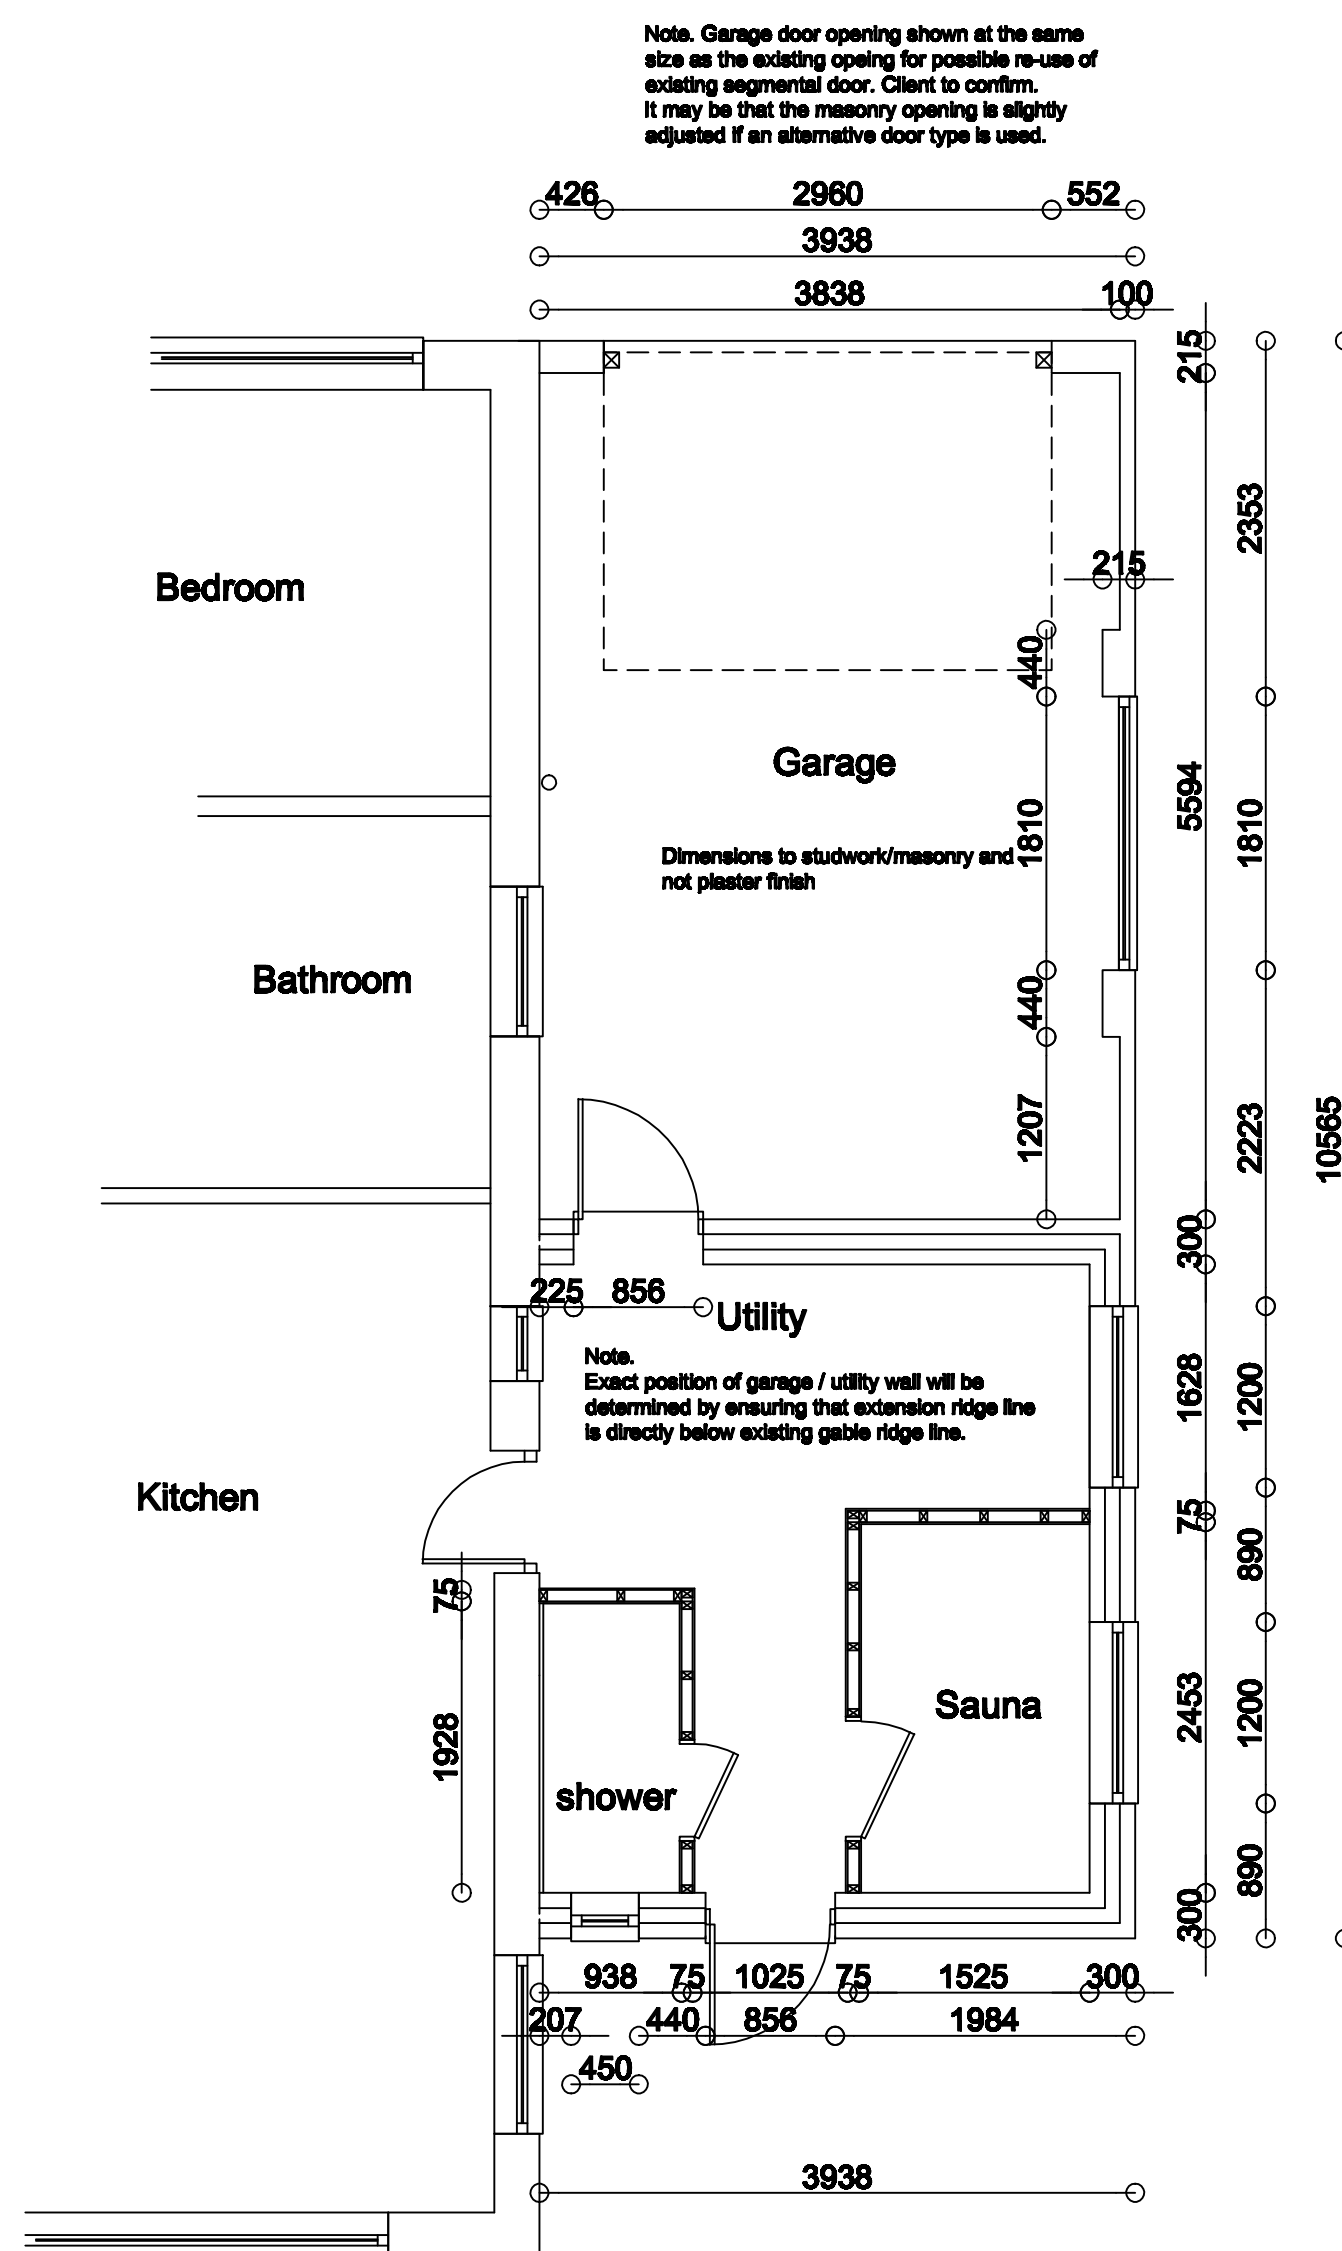 Note. Garage door opening shown at the same
size as the existing opeing for possible re-use of
existing segmental door. Client to confirm.
It may be that the masonry opening is slightly
adjusted if an alternative door type is used.
426 2960 552
3938
3838 100
215
2353
Bedroom
215
440
Garage
5594
1810
1810
Dimensions to studwork/masonry and
not plaster finish
Bathroom
440
1207
2223
10565
300
225 856
Utility
Note.
Exact position of garage / utility wall will be
determined by ensuring that extension ridge line
is directly below existing gable ridge line.
1628
1200
Kitchen
75
890
75
Sauna
2453
1200
1928
shower
890
300
938 75 1025 75 1525 300
207 440 856 1984
450
3938